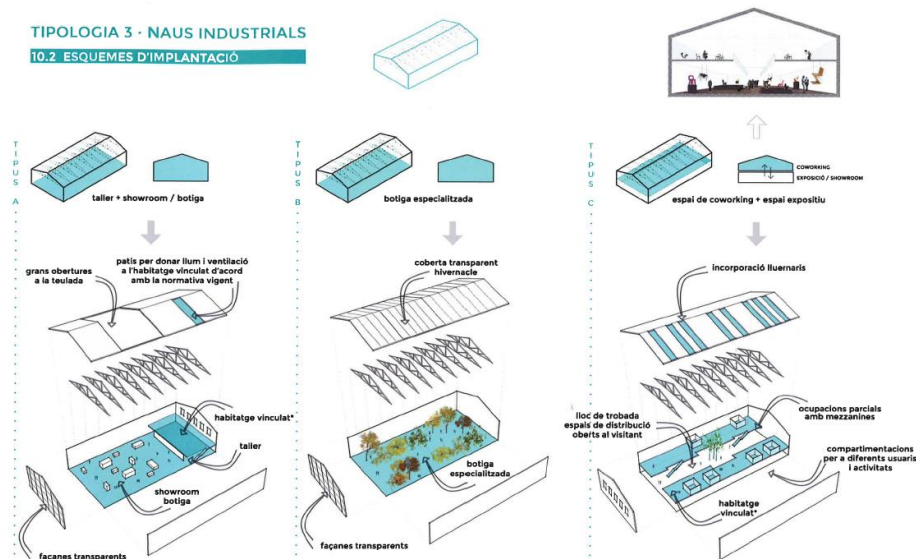 TIPOLOGIA 3 · NAUS INDUSTRIALS
10.2 ESQUEMES D'IMPLANTACIÓ
TIPUS A
taller + showroom / botiga
grans obertures
a la teulada
patis per donar llum i ventilació
a l'habitatge vinculat d'acord
amb la normativa vigent
habitatge vinculat*
taller
showroom
botiga
façanes transparents
TIPUS B
botiga especialitzada
coberta transparent
hivernacle
botiga
especialitzada
façanes transparents
TIPUS C
COWORKING
EXPOSICIÓ / SHOWROOM
espai de coworking + espai expositiu
incorporació lluernaris
lloc de trobada
espais de distribució
oberts al visitant
ocupacions parcials
amb mezzanines
compartimentacions
per a diferents usuaris
i activitats
habitatge
vinculat*